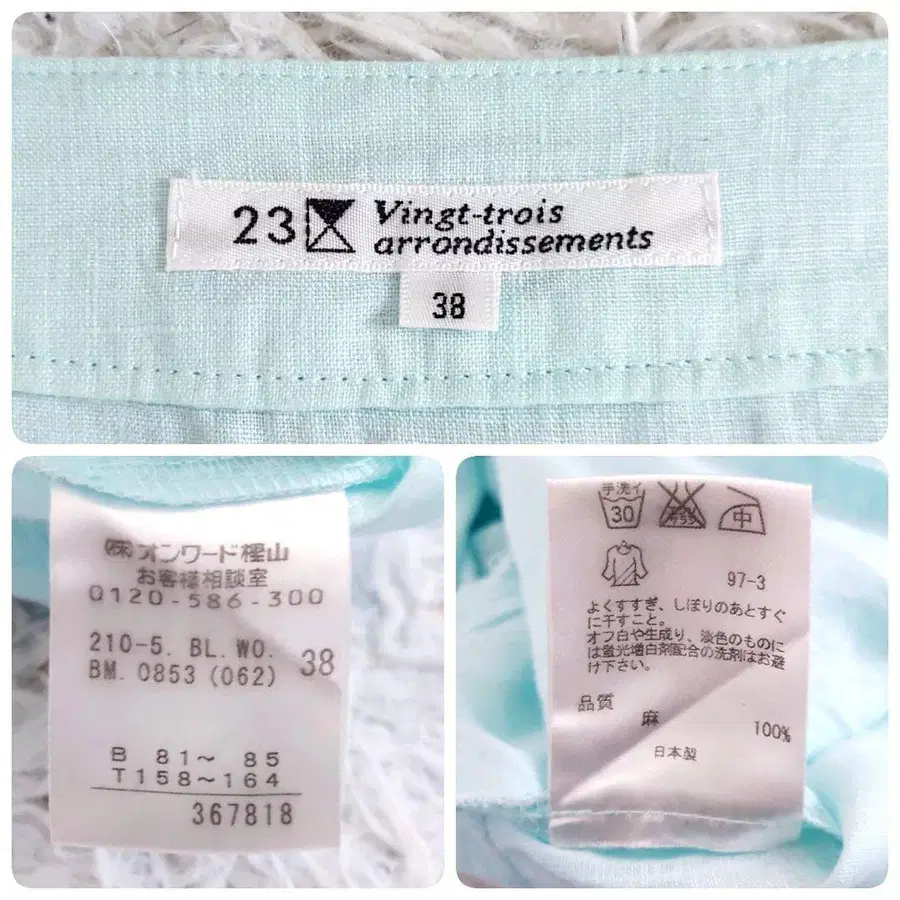 23 Vingt-trois
arrondissements
38
㈱オンワード樫山
お客様相談室
0120-586-300
210-5. BL. WO.
BM. 0853 (062) 38
B 81～ 85
T158～164
367818
手洗イ
30
中
97-3
よくすすぎ、しぼりのあとすぐ
に干すこと。
オフ白や生成り、淡色のものに
は蛍光増白剤配合の洗剤はお避
け下さい。
品質
麻 100%
日本製